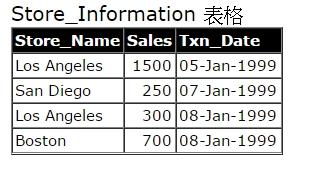 Store_Information 表格
Store_Name Sales Txn_Date
Los Angeles 1500 05-Jan-1999
San Diego 250 07-Jan-1999
Los Angeles 300 08-Jan-1999
Boston 700 08-Jan-1999